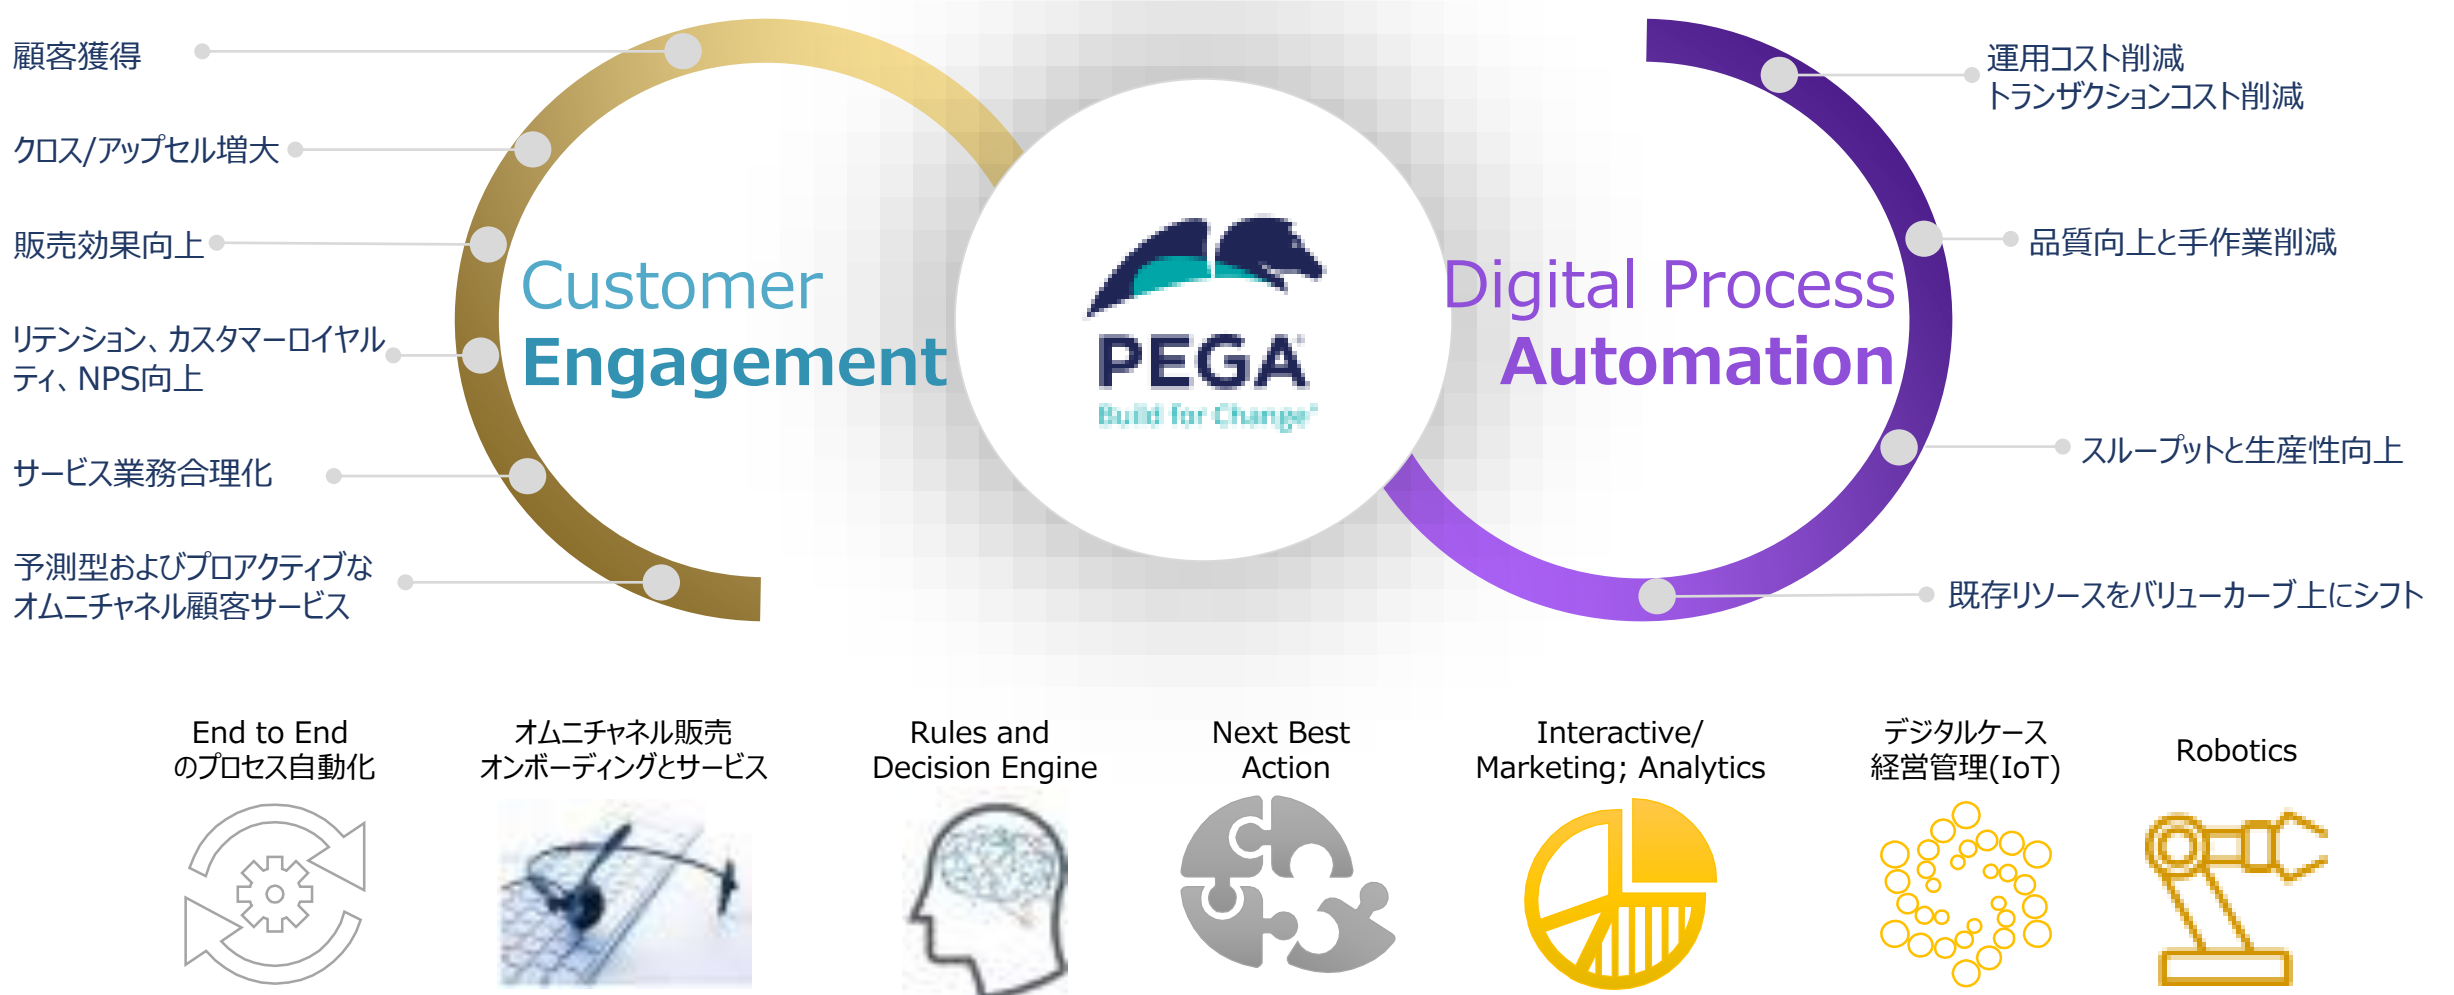 顧客獲得
クロス/アップセル増大
販売効果向上
リテンション、カスタマーロイヤル
ティ、NPS向上
サービス業務合理化
予測型およびプロアクティブな
オムニチャネル顧客サービス
Customer
Engagement
PEGA
Build for Change
Digital Process
Automation
運用コスト削減
トランザクションコスト削減
品質向上と手作業削減
スループットと生産性向上
既存リソースをバリューカーブ上にシフト
End to End
のプロセス自動化
オムニチャネル販売
オンボーディングとサービス
Rules and
Decision Engine
Next Best
Action
Interactive/
Marketing; Analytics
デジタルケース
経営管理(IoT)
Robotics